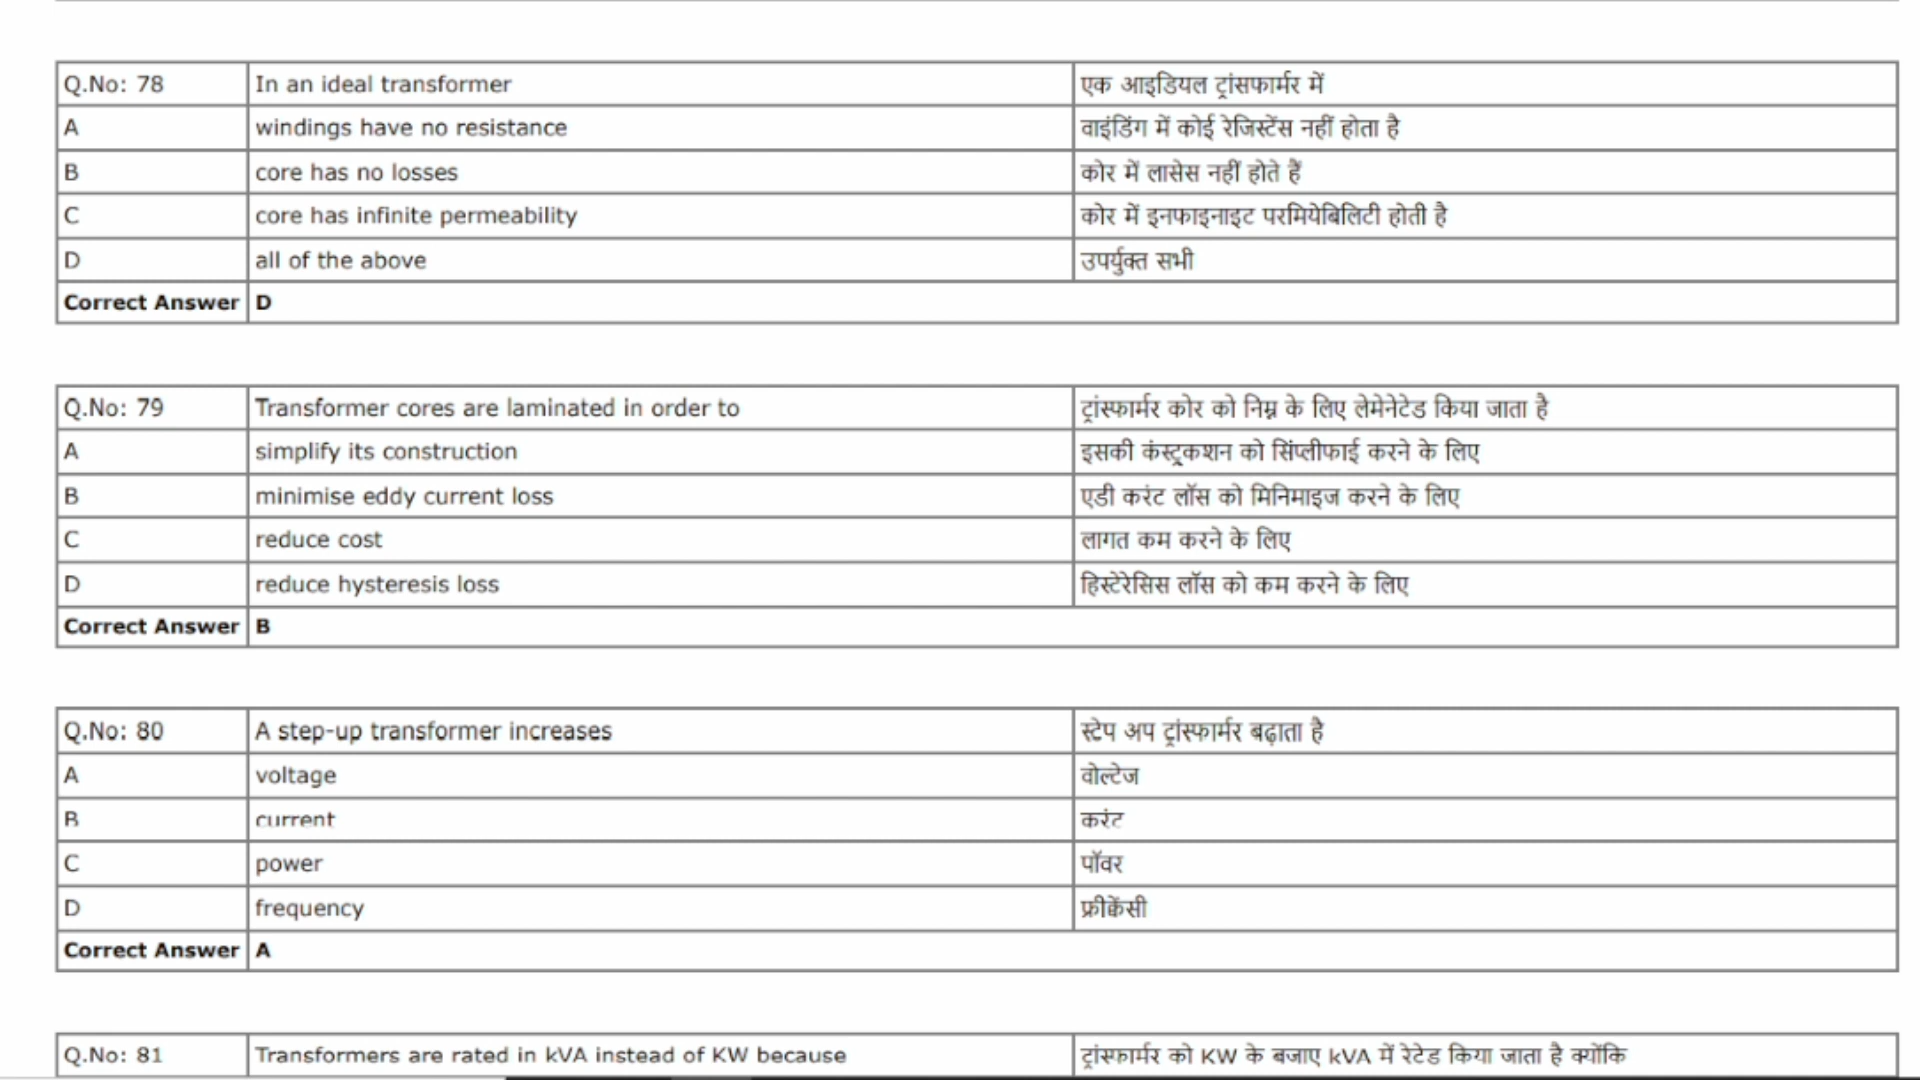 Q.No: 78 In an ideal transformer एक आइडियल ट्रांसफार्मर में
A windings have no resistance वाइंडिंग में कोई रेजिस्टेंस नहीं होता है
B core has no losses कोर में लासेस नहीं होते हैं
C core has infinite permeability कोर में इनफाइनाइट परमियेबिलिटी होती है
D all of the above उपर्युक्त सभी
Correct Answer D
Q.No: 79 Transformer cores are laminated in order to ट्रांस्फार्मर कोर को निम्न के लिए लेमेनेटेड किया जाता है
A simplify its construction इसकी कंस्ट्रकशन को सिंप्लीफाई करने के लिए
B minimise eddy current loss एडी करंट लॉस को मिनिमाइज करने के लिए
C reduce cost लागत कम करने के लिए
D reduce hysteresis loss हिस्टेरेसिस लॉस को कम करने के लिए
Correct Answer B
Q.No: 80 A step-up transformer increases स्टेप अप ट्रांस्फार्मर बढ़ाता है
A voltage वोल्टेज
B current करंट
C power पॉवर
D frequency फ्रीक्वेंसी
Correct Answer A
Q.No: 81 Transformers are rated in kVA instead of KW because ट्रांस्फार्मर को KW के बजाए kVA में रेटेड किया जाता है क्योंकि